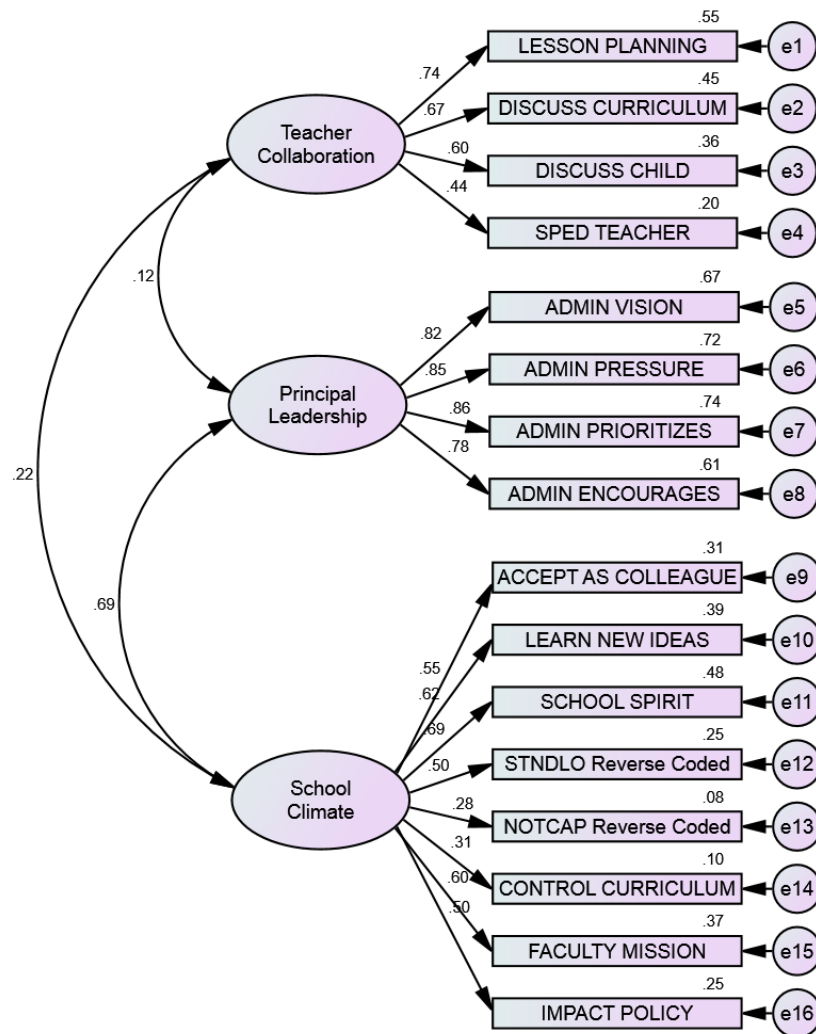 .55
LESSON PLANNING
e1
.74
.45
.67
DISCUSS CURRICULUM
e2
Teacher
Collaboration
.36
.60
DISCUSS CHILD
e3
.44
.20
SPED TEACHER
e4
.12
.67
ADMIN VISION
e5
.82
.72
.85
ADMIN PRESSURE
e6
Principal
Leadership
.74
.86
ADMIN PRIORITIZES
e7
.78
.61
ADMIN ENCOURAGES
e8
.22
.31
ACCEPT AS COLLEAGUE
e9
.69
.39
LEARN NEW IDEAS
e10
.55
.62
.48
SCHOOL SPIRIT
e11
.69
.25
.50
STNDLO Reverse Coded
e12
School
Climate
.08
.28
NOTCAP Reverse Coded
e13
.31
.10
CONTROL CURRICULUM
e14
.60
.50
.37
FACULTY MISSION
e15
.25
IMPACT POLICY
e16